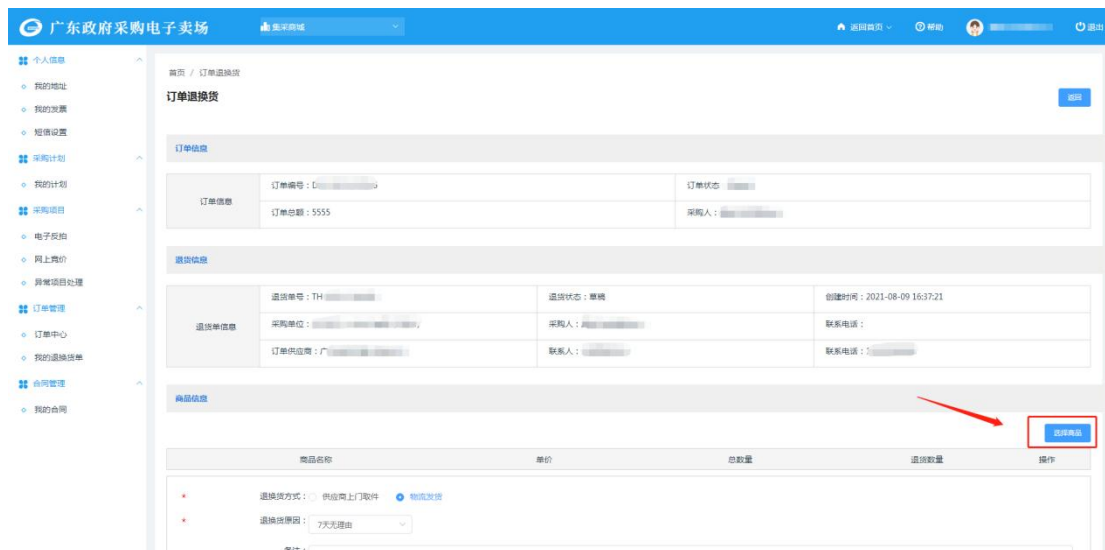 广东政府采购电子卖场
集采商城
返回首页
帮助
退出
个人信息
我的地址
我的发票
短信设置
采购计划
我的计划
采购项目
电子反拍
网上竞价
异常项目处理
订单管理
订单中心
我的退换货单
合同管理
我的合同
首页 / 订单退换货
订单退换货
返回
订单信息
订单信息
订单编号：D
订单状态
订单总额：5555
采购人：
退货信息
退货单信息
退货单号：TH
退货状态：草稿
创建时间：2021-08-09 16:37:21
采购单位：
采购人：
联系电话：
订单供应商：广
联系人：
联系电话：
商品信息
选择商品
商品名称 单价 总数量 退货数量 操作
* 退换货方式： 供应商上门取件 物流发货
* 退换货原因： 7天无理由